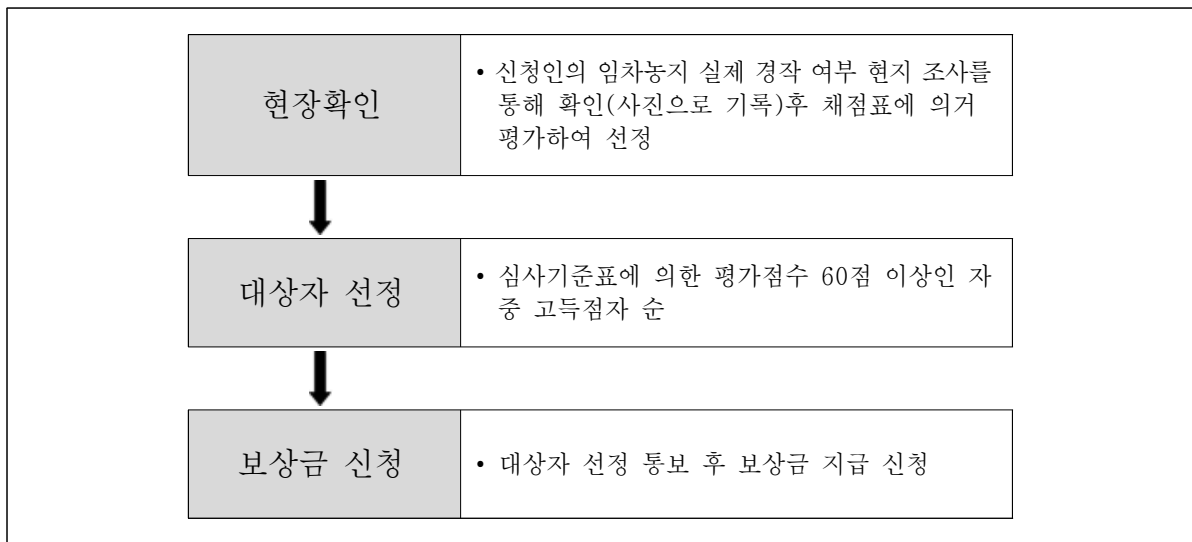 현장확인
• 신청인의 임차농지 실제 경작 여부 현지 조사를
통해 확인(사진으로 기록)후 채점표에 의거
평가하여 선정
대상자 선정
• 심사기준표에 의한 평가점수 60점 이상인 자
중 고득점자 순
보상금 신청
• 대상자 선정 통보 후 보상금 지급 신청